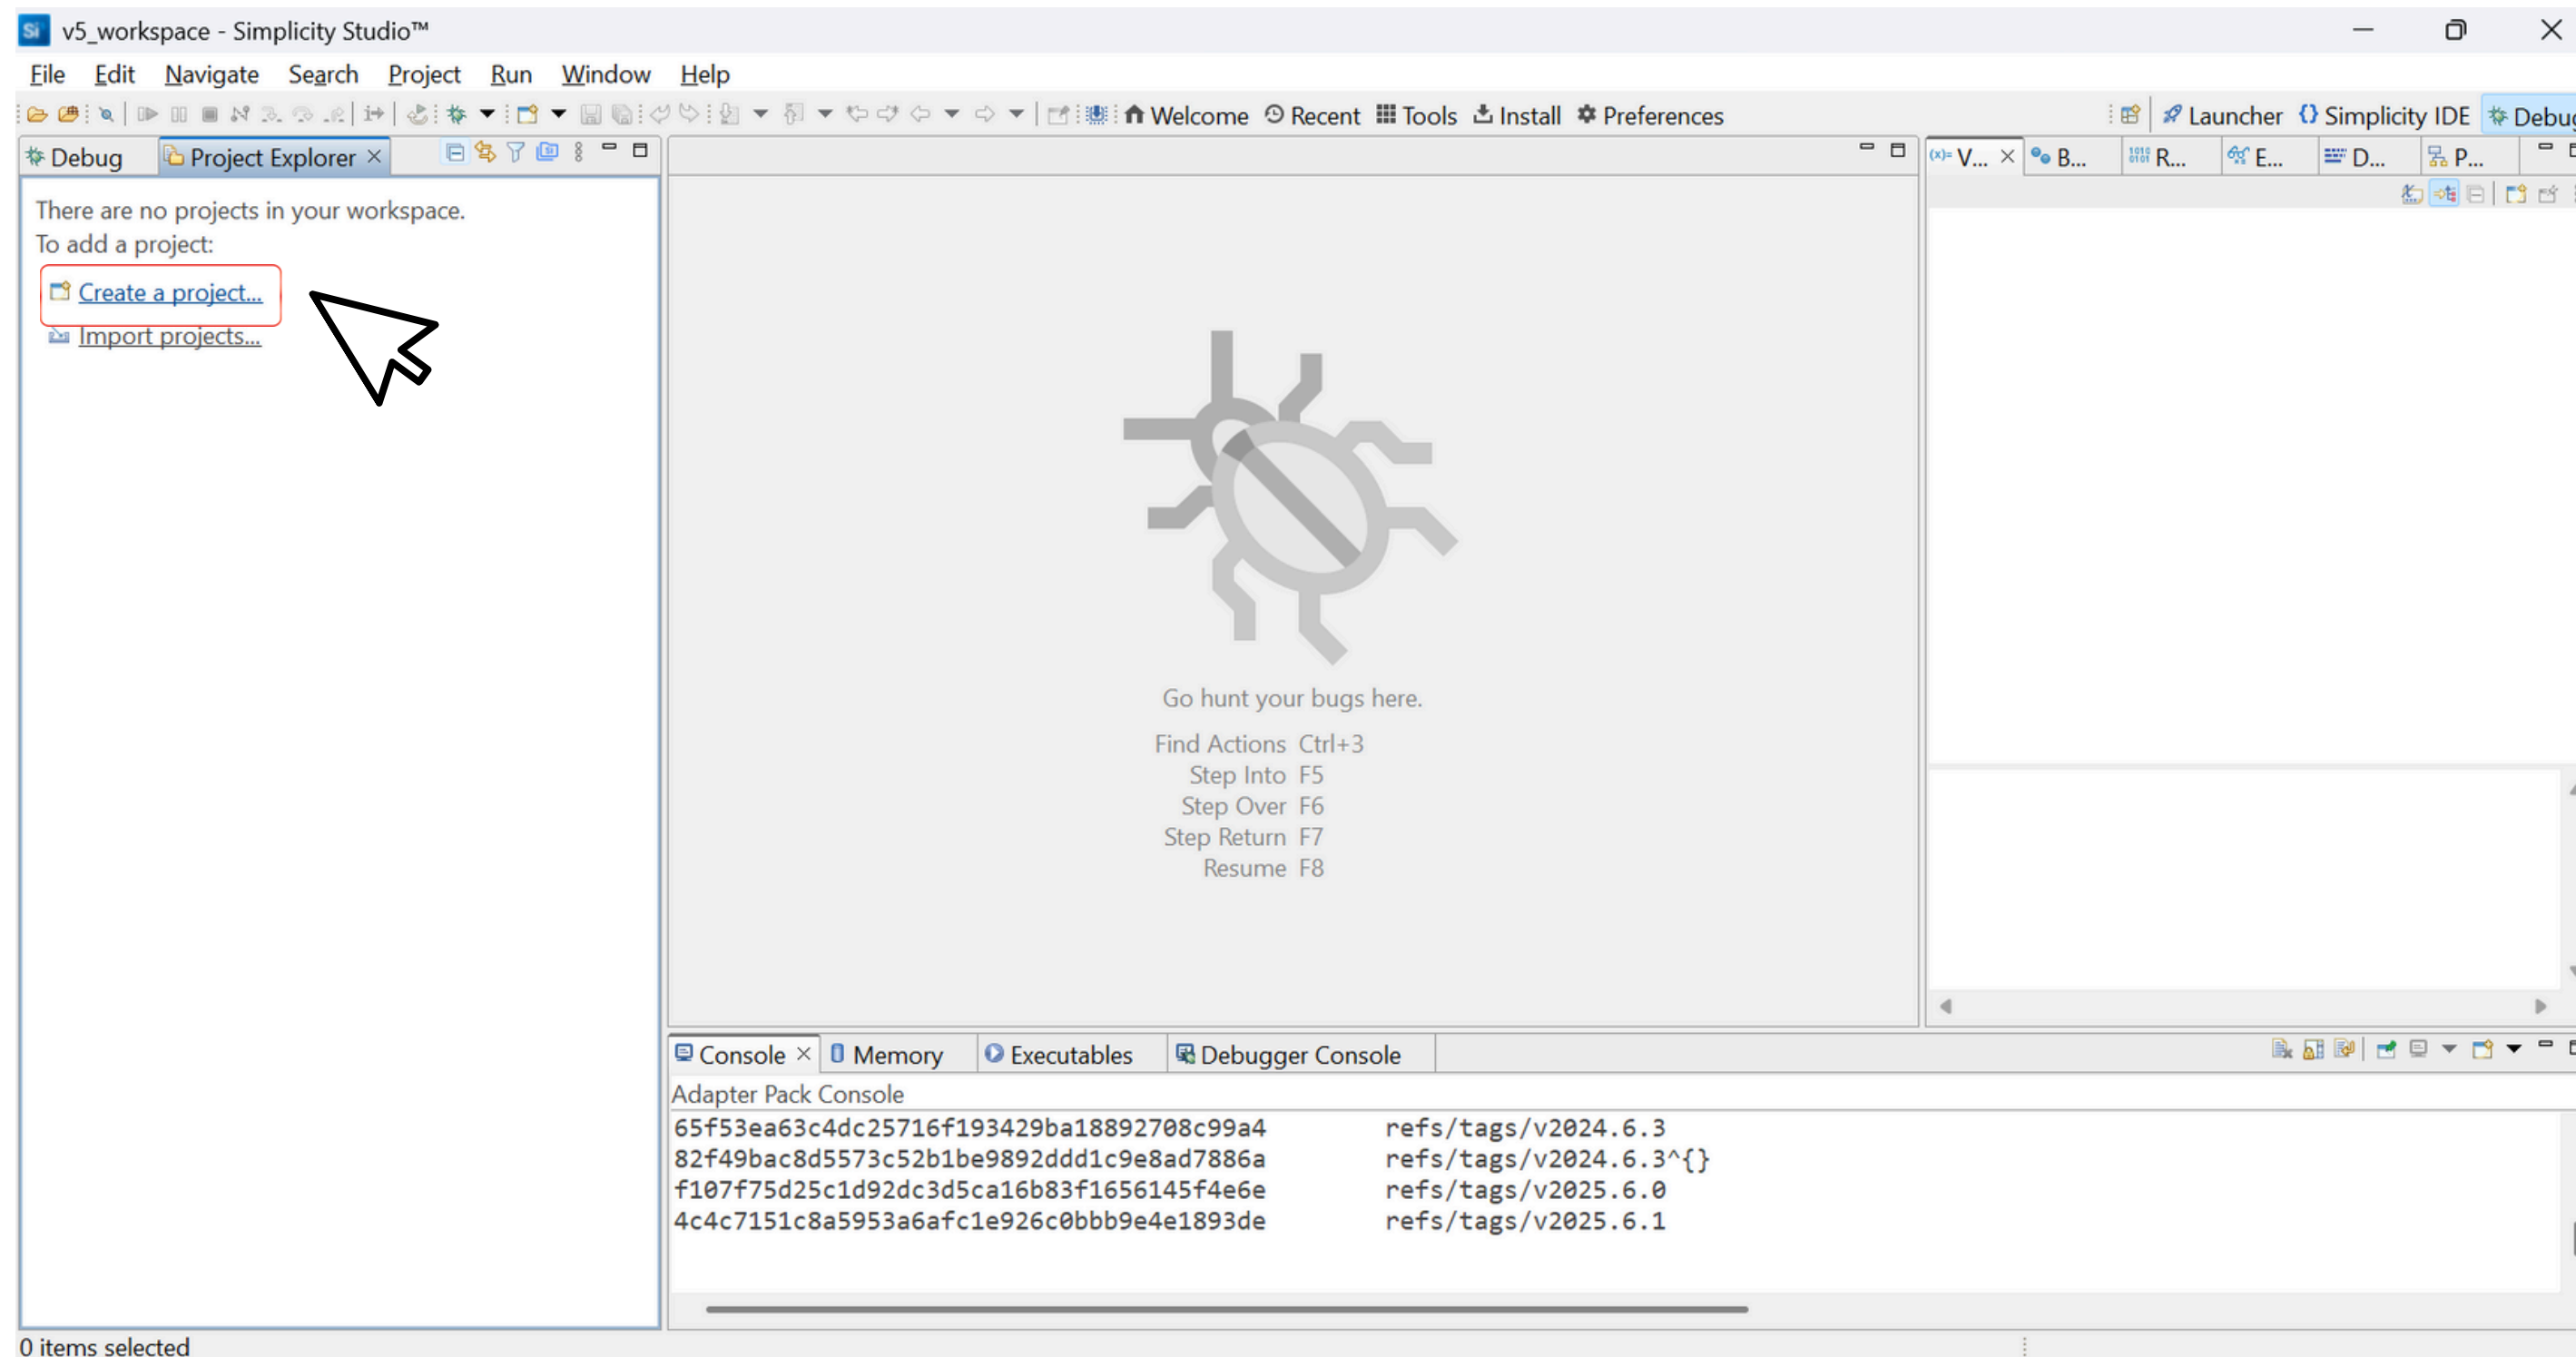 Si v5_workspace - Simplicity Studio™
File Edit Navigate Search Project Run Window Help
Welcome Recent Tools Install Preferences Launcher Simplicity IDE
Debug Project Explorer
(x)= V... B... 1010 0101 R... E... D... P...
There are no projects in your workspace.
To add a project:
Create a project...
Import projects...
Go hunt your bugs here.
Find Actions Ctrl+3
Step Into F5
Step Over F6
Step Return F7
Resume F8
Console Memory Executables Debugger Console
Adapter Pack Console
65f53ea63c4dc25716f193429ba18892708c99a4 refs/tags/v2024.6.3
82f49bac8d5573c52b1be9892ddd1c9e8ad7886a refs/tags/v2024.6.3^{}
f107f75d25c1d92dc3d5ca16b83f1656145f4e6e refs/tags/v2025.6.0
4c4c7151c8a5953a6afc1e926c0bbb9e4e1893de refs/tags/v2025.6.1
0 items selected